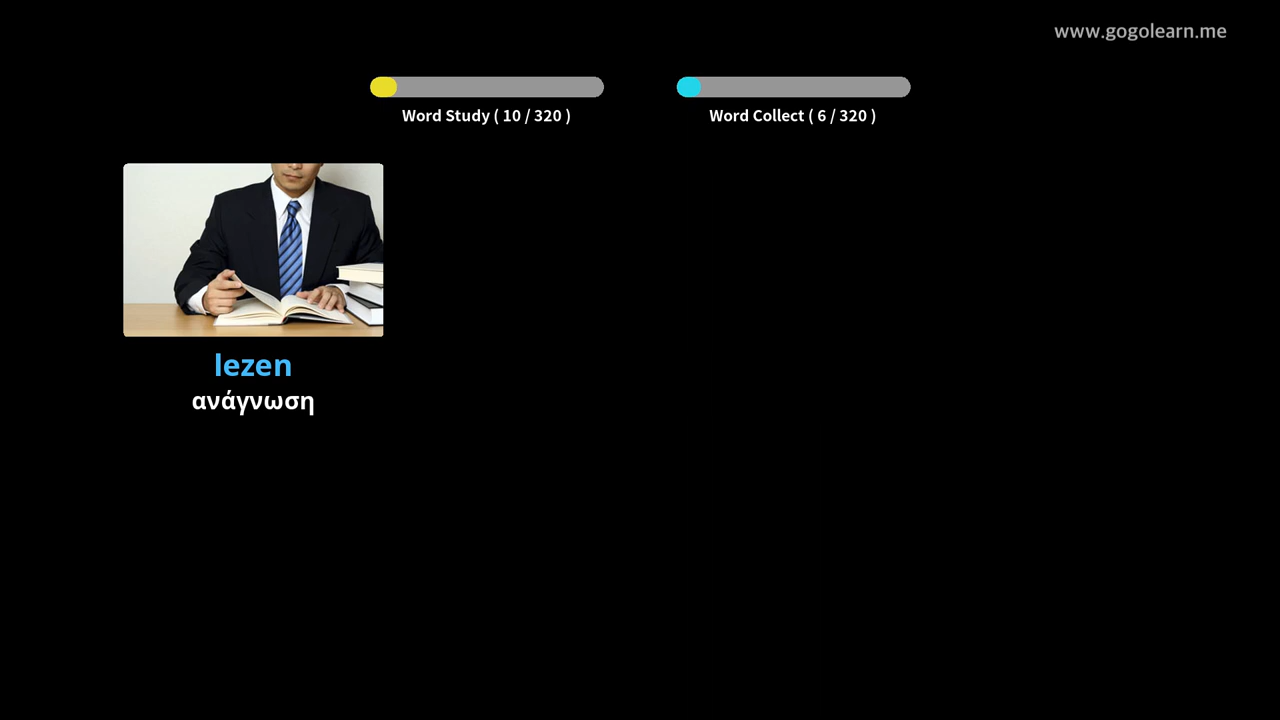 www.gogolearn.me
Word Study ( 10 / 320 )
Word Collect ( 6 / 320 )
lezen
ανάγνωση